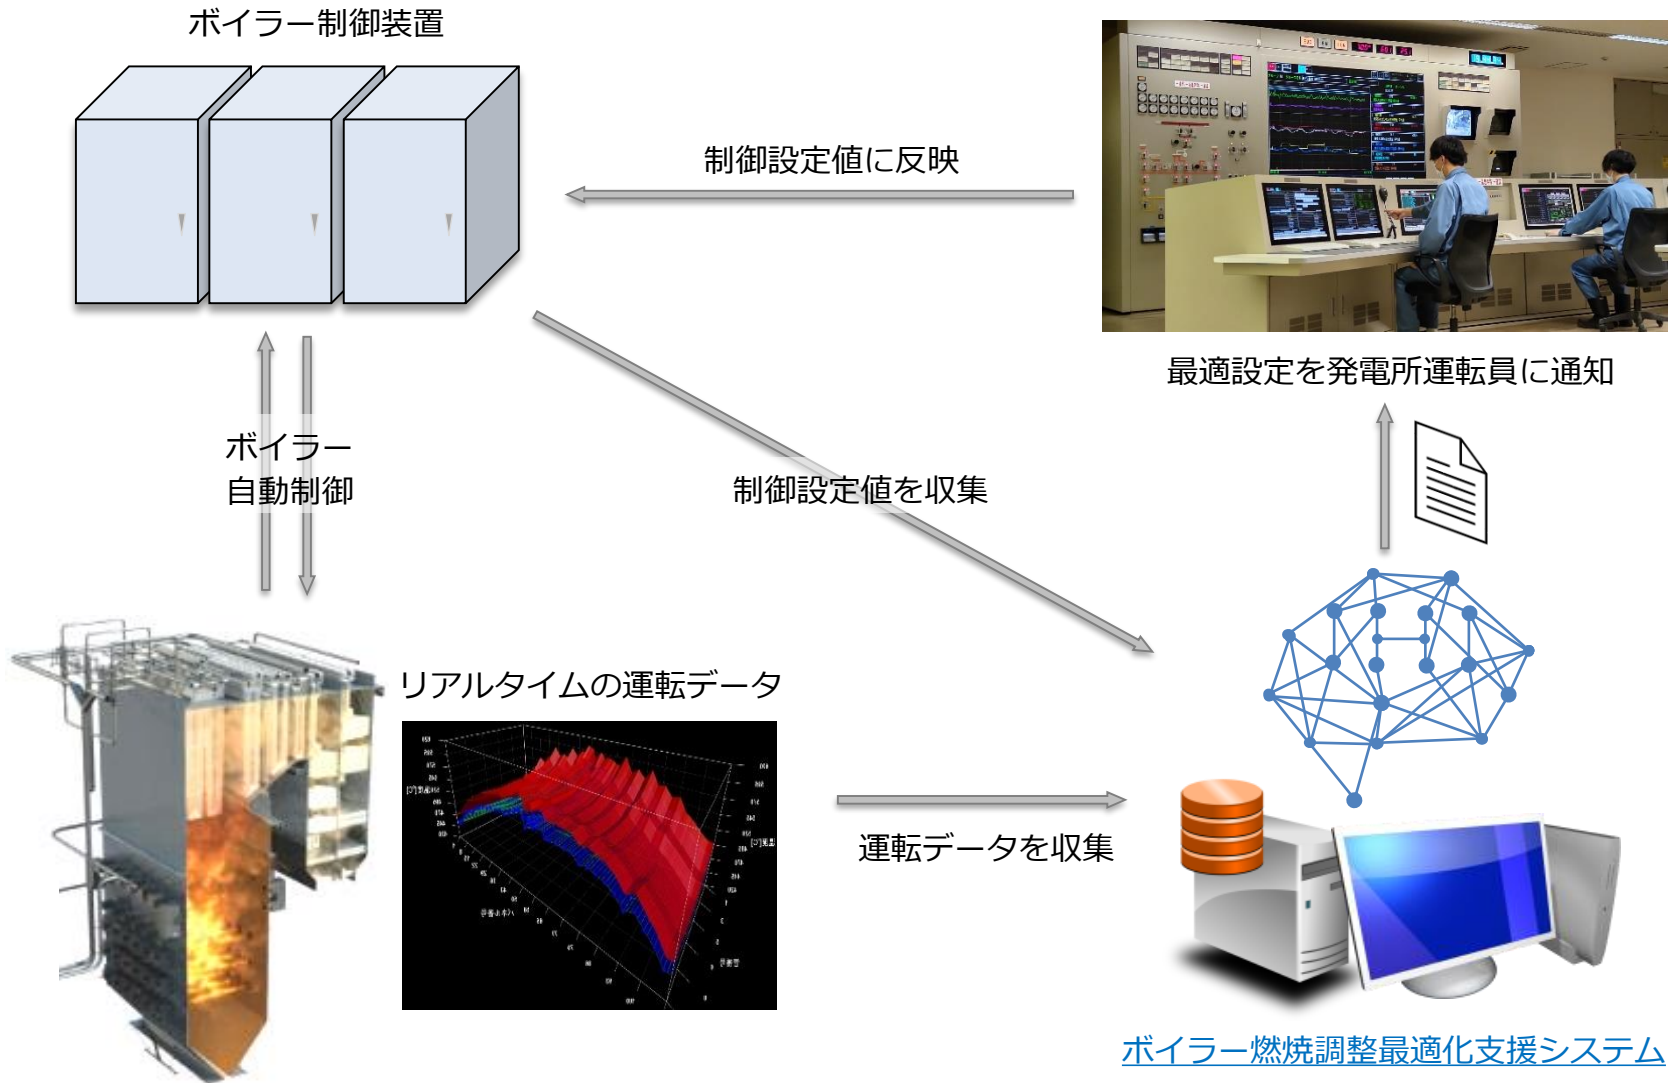 ボイラー制御装置
制御設定値に反映
最適設定を発電所運転員に通知
ボイラー
自動制御
制御設定値を収集
リアルタイムの運転データ
運転データを収集
ボイラー燃焼調整最適化支援システム